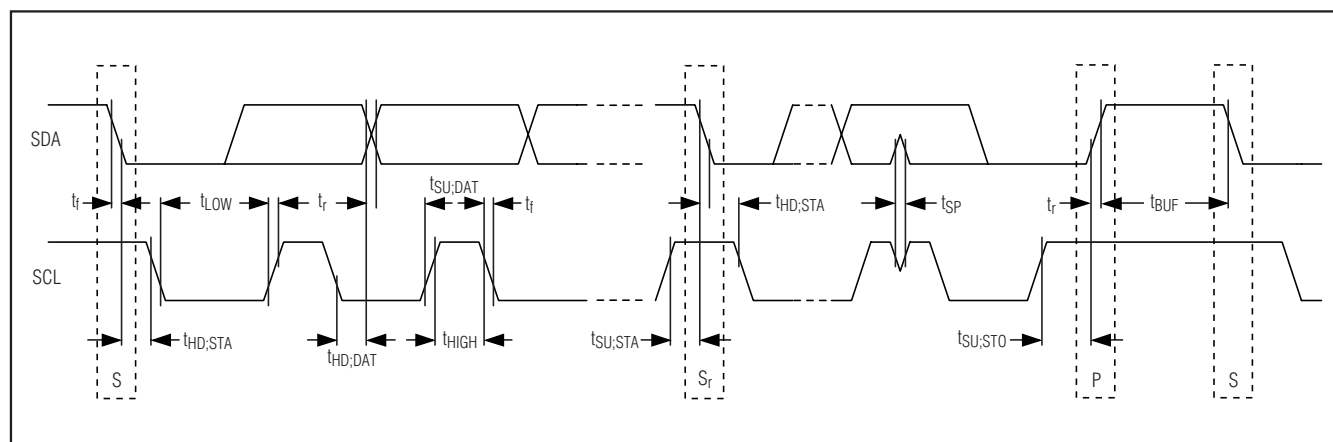 SDA
tf
tLOW
tr
tSU;DAT
tf
tHD;STA
tSP
tr
tBUF
SCL
tHD;STA
tHD;DAT
tHIGH
tSU;STA
tSU;STO
S
Sr
P
S